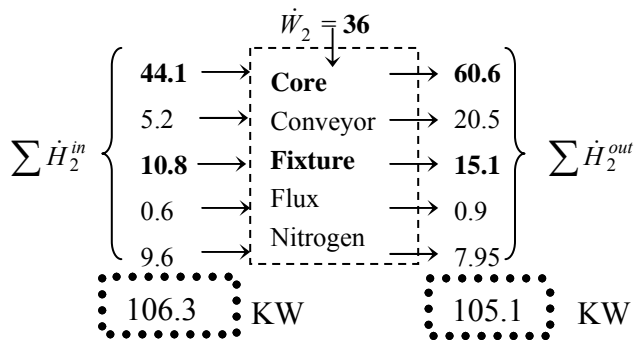 Ẇ₂ = 36
44.1 Core 60.6
5.2 Conveyor 20.5
∑ Ḣ₂ⁱⁿ 10.8 Fixture 15.1 ∑ Ḣ₂ᵒᵘᵗ
0.6 Flux 0.9
9.6 Nitrogen 7.95
106.3 KW 105.1 KW